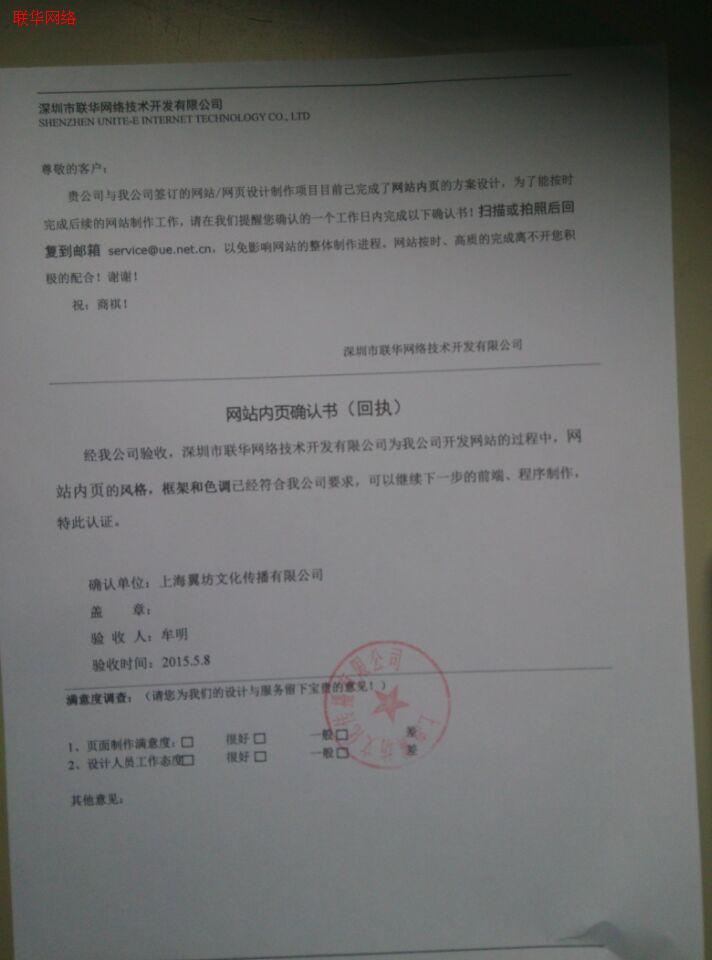 联华网络
深圳市联华网络技术开发有限公司
SHENZHEN UNITE-E INTERNET TECHNOLOGY CO., LTD
尊敬的客户：
贵公司与我公司签订的网站/网页设计制作项目目前已完成了网站内页的方案设计，为了能按时
完成后续的网站制作工作，请在我们提醒您确认的一个工作日内完成以下确认书！扫描或拍照后回
复到邮箱 service@ue.net.cn，以免影响网站的整体制作进程。网站按时、高质的完成离不开您积
极的配合！谢谢！
祝：商祺！
深圳市联华网络技术开发有限公司
网站内页确认书（回执）
经我公司验收，深圳市联华网络技术开发有限公司为我公司开发网站的过程中，网
站内页的风格，框架和色调已经符合我公司要求，可以继续下一步的前端、程序制作，
特此认证。
确认单位：上海翼坊文化传播有限公司
盖 章：
验 收 人：牟明
验收时间：2015.5.8
满意度调查：（请您为我们的设计与服务留下宝贵的意见！）
1、页面制作满意度：□ 很好□ 一般□ 差
2、设计人员工作态度□ 很好□ 一般□ 差
其他意见：